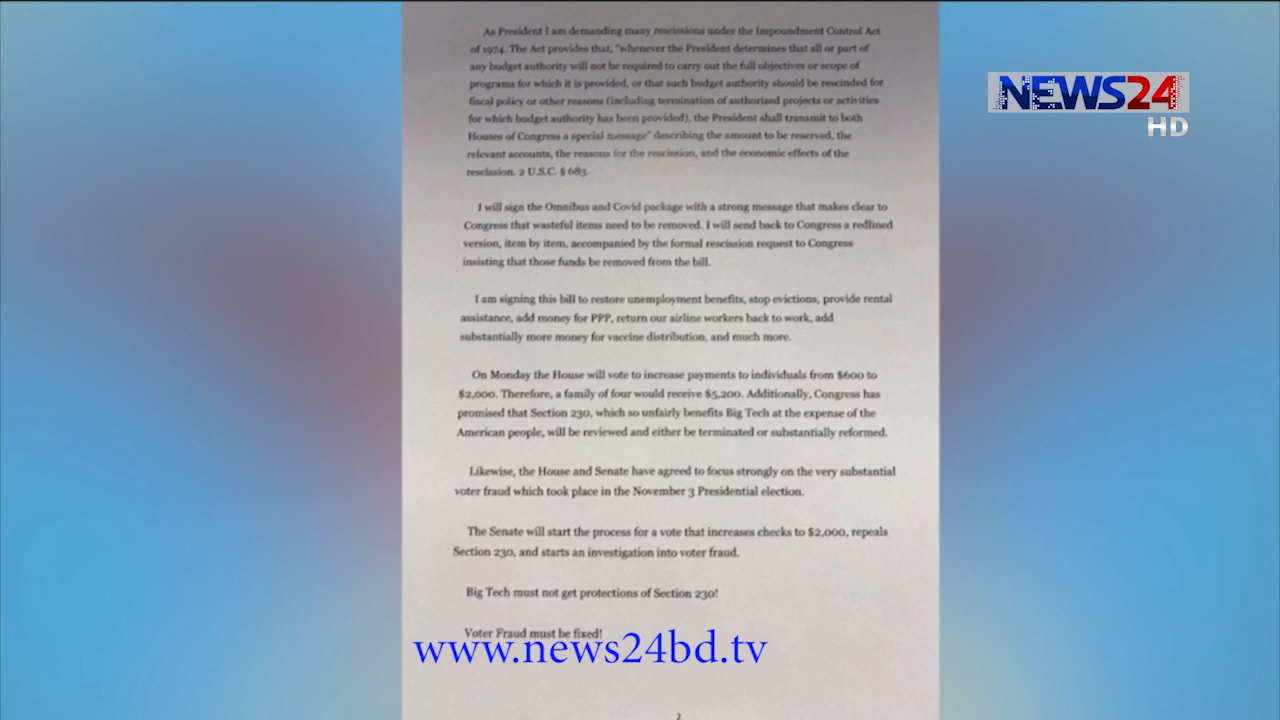 As President I am demanding many rescissions under the Impoundment Control Act
of 1974. The Act provides that, "whenever the President determines that all or part of
any budget authority will not be required to carry out the full objectives or scope of
programs for which it is provided, or that such budget authority should be rescinded for
fiscal policy or other reasons (including termination of authorized projects or activities
for which budget authority has been provided), the President shall transmit to both
Houses of Congress a special message" describing the amount to be reserved, the
relevant accounts, the reasons for the rescission, and the economic effects of the
rescission. 2 U.S.C. § 683.
I will sign the Omnibus and Covid package with a strong message that makes clear to
Congress that wasteful items need to be removed. I will send back to Congress a redlined
version, item by item, accompanied by the formal rescission request to Congress
insisting that those funds be removed from the bill.
I am signing this bill to restore unemployment benefits, stop evictions, provide rental
assistance, add money for PPP, return our airline workers back to work, add
substantially more money for vaccine distribution, and much more.
On Monday the House will vote to increase payments to individuals from $600 to
$2,000. Therefore, a family of four would receive $5,200. Additionally, Congress has
promised that Section 230, which so unfairly benefits Big Tech at the expense of the
American people, will be reviewed and either be terminated or substantially reformed.
Likewise, the House and Senate have agreed to focus strongly on the very substantial
voter fraud which took place in the November 3 Presidential election.
The Senate will start the process for a vote that increases checks to $2,000, repeals
Section 230, and starts an investigation into voter fraud.
Big Tech must not get protections of Section 230!
Voter Fraud must be fixed!
www.news24bd.tv
2
NEWS24
HD